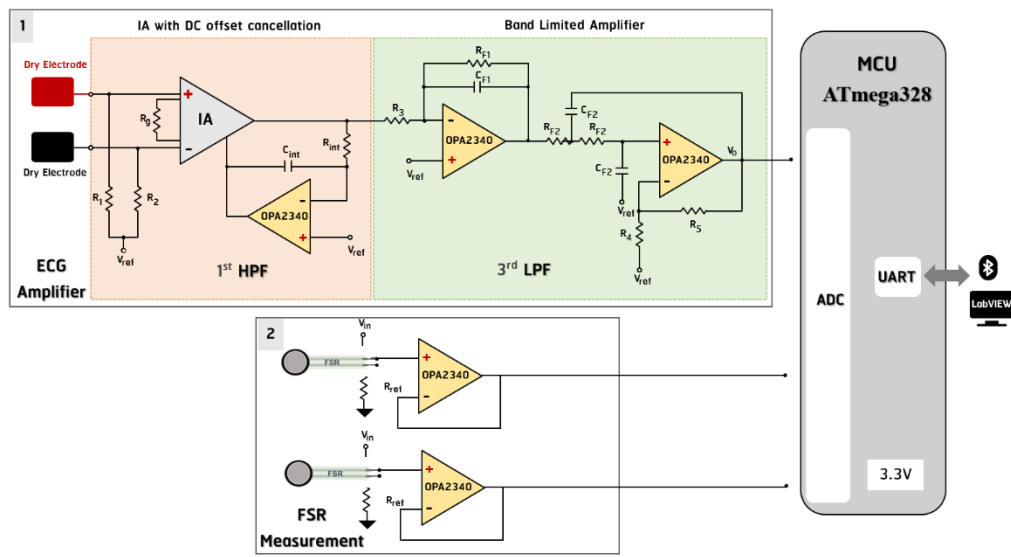 1
IA with DC offset cancellation
Band Limited Amplifier
Dry Electrode
Dry Electrode
+
-
IA
Rg
R1
R2
Vref
Cint
Rint
-
+
OPA2340
Vref
1st HPF
ECG
Amplifier
R3
RF1
CF1
-
+
OPA2340
Vref
RF2
RF2
CF2
CF2
Vref
+
-
OPA2340
Vo
R4
R5
Vref
3rd LPF
2
Vin
FSR
Rref
+
-
OPA2340
Vin
FSR
Rref
+
-
OPA2340
FSR
Measurement
MCU
ATmega328
ADC
UART
3.3V
LabVIEW